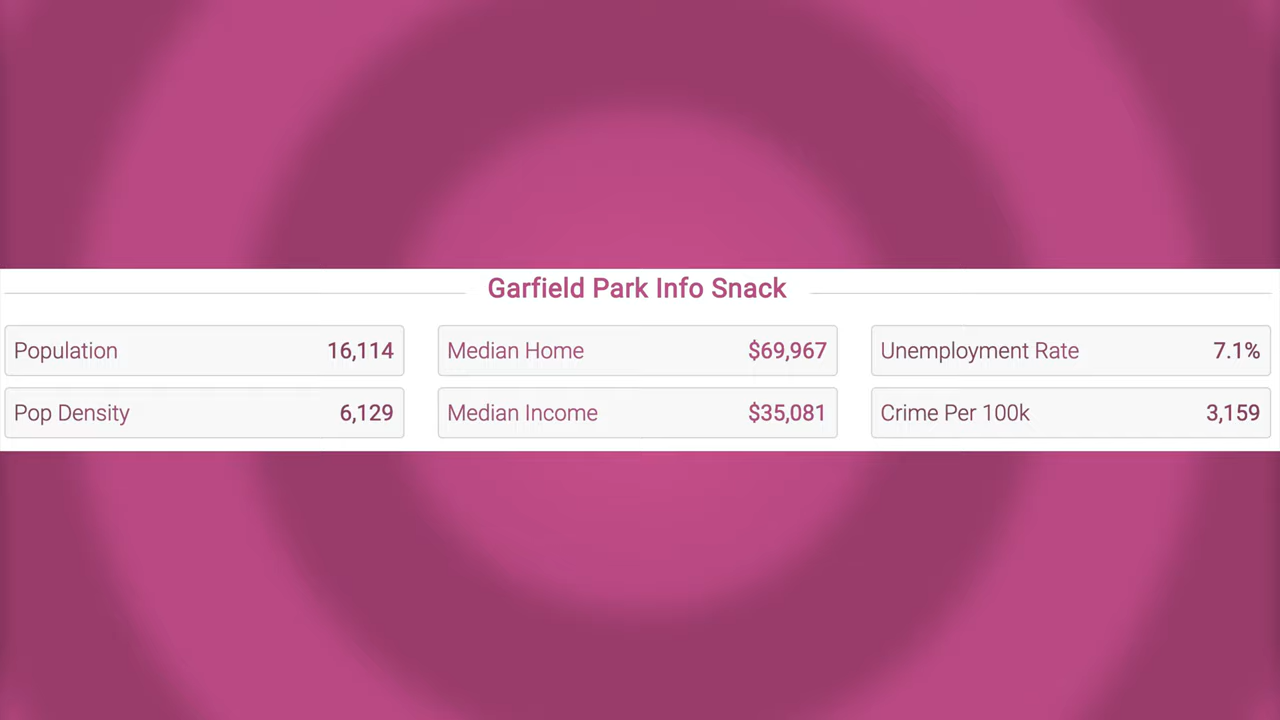 Garfield Park Info Snack
Population 16,114 Median Home $69,967 Unemployment Rate 7.1%
Pop Density 6,129 Median Income $35,081 Crime Per 100k 3,159